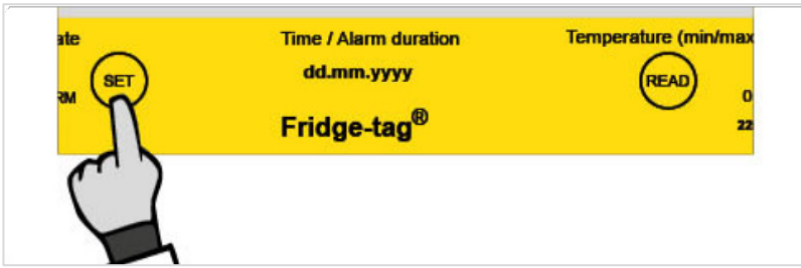 ate Time / Alarm duration Temperature (min/max
SET dd.mm.yyyy READ
RM 0
Fridge-tag® 22